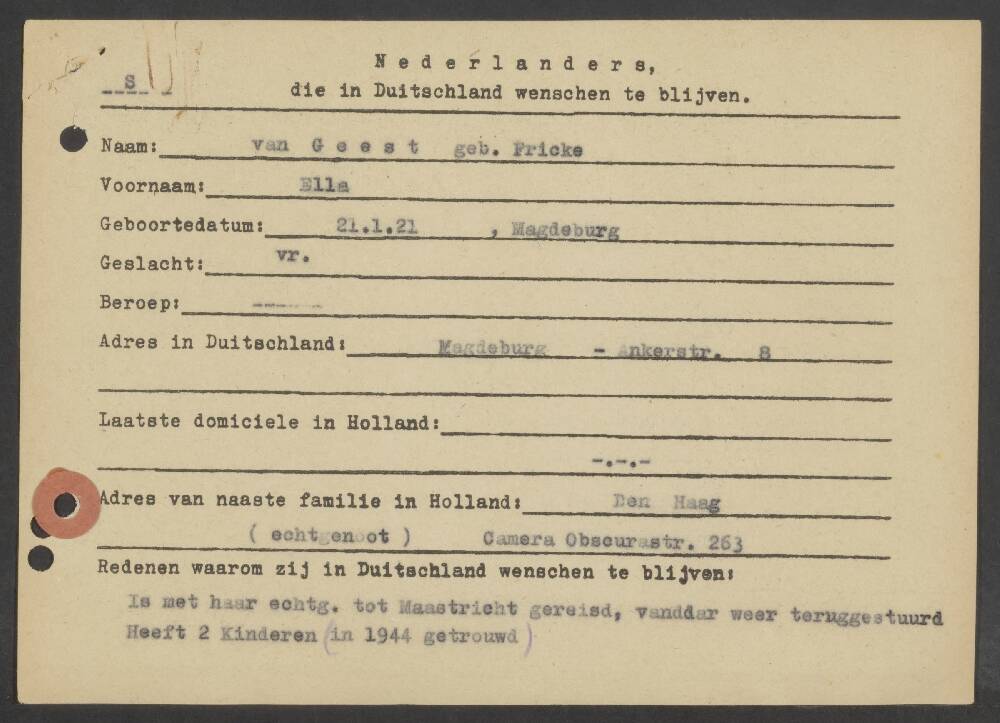 N e d e r l a n d e r s,
S
die in Duitschland wenschen te blijven.
Naam: van G e e s t geb. Fricke
Voornaam: Ella
Geboortedatum: 21.1.21 , Magdeburg
Geslacht: vr.
Beroep: ------
Adres in Duitschland: Magdeburg - Ankerstr. 8
Laatste domiciele in Holland:
-.-.-
Adres van naaste familie in Holland: Den Haag
( echtgenoot ) Camera Obscurastr. 263
Redenen waarom zij in Duitschland wenschen te blijven:
Is met haar echtg. tot Maastricht gereisd, vanddar weer teruggestuurd
Heeft 2 Kinderen (in 1944 getrouwd)